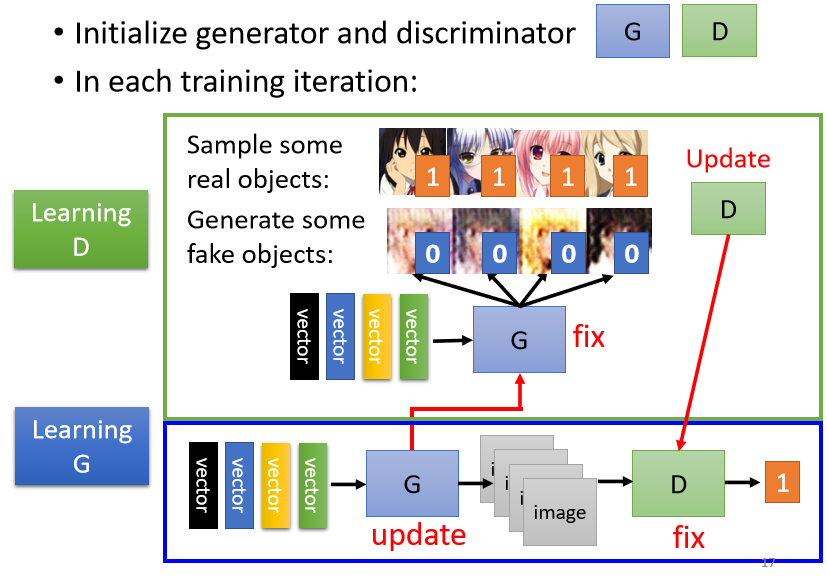 • Initialize generator and discriminator
G
D
• In each training iteration:
Learning
D
Sample some
real objects:
1
1
1
1
Update
D
Generate some
fake objects:
0
0
0
0
vector
vector
vector
vector
G
fix
Learning
G
vector
vector
vector
vector
G
update
image
D
fix
1
17